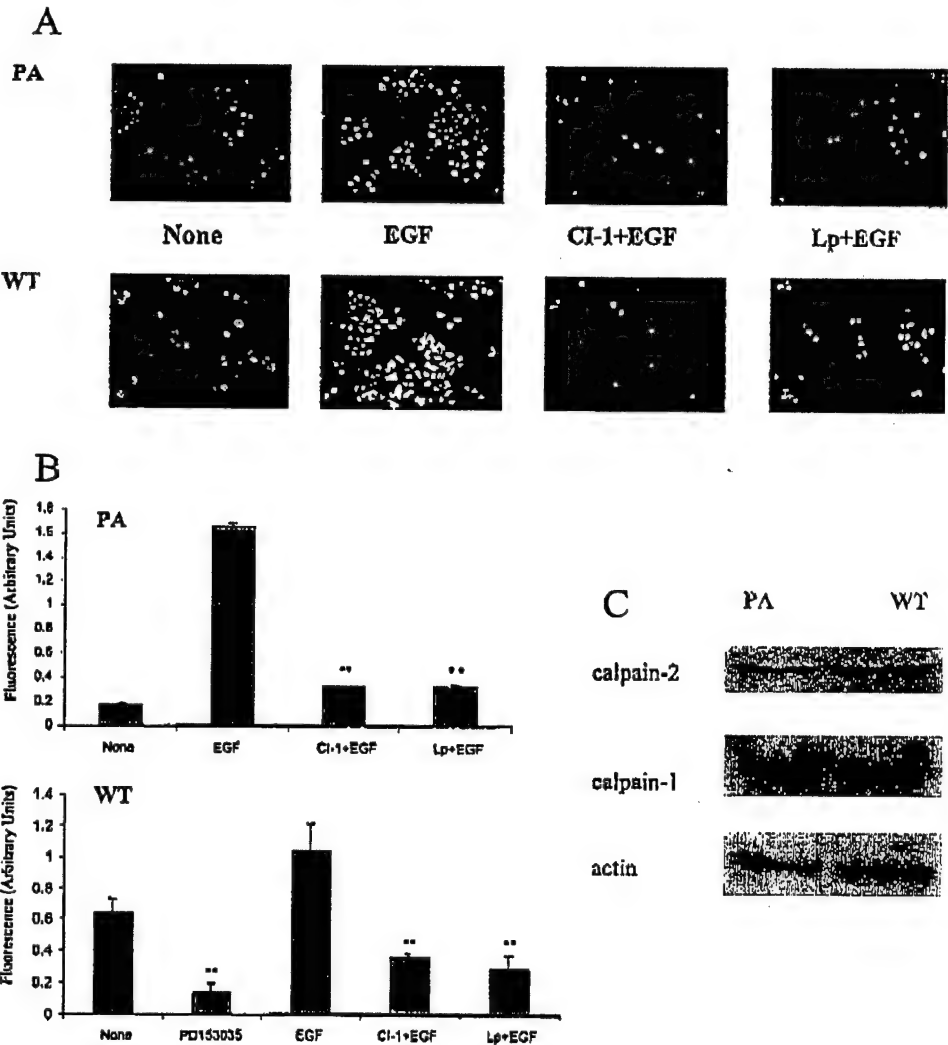 A
PA
None EGF CI-1+EGF Lp+EGF
WT
B
Fluorescence (Arbitrary Units)
1.8
1.6
1.4
1.2
1
0.8
0.6
0.4
0.2
0
PA
** **
None EGF CI-1+EGF Lp+EGF
Fluorescence (Arbitrary Units)
1.4
1.2
1
0.8
0.6
0.4
0.2
0
WT
** ** **
None PD153035 EGF CI-1+EGF Lp+EGF
C
PA WT
calpain-2
calpain-1
actin